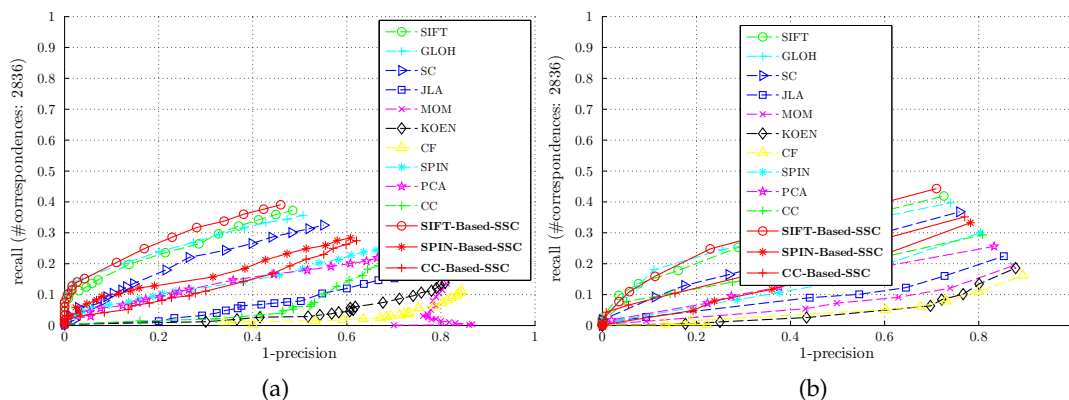 1
0.9
0.8
0.7
0.6
0.5
0.4
0.3
0.2
0.1
0
0 0.2 0.4 0.6 0.8 1
recall (#correspondences: 2836)
1-precision
SIFT
GLOH
SC
JLA
MOM
KOEN
CF
SPIN
PCA
CC
SIFT-Based-SSC
SPIN-Based-SSC
CC-Based-SSC
(a)
1
0.9
0.8
0.7
0.6
0.5
0.4
0.3
0.2
0.1
0
0 0.2 0.4 0.6 0.8
recall (#correspondences: 2836)
1-precision
SIFT
GLOH
SC
JLA
MOM
KOEN
CF
SPIN
PCA
CC
SIFT-Based-SSC
SPIN-Based-SSC
CC-Based-SSC
(b)